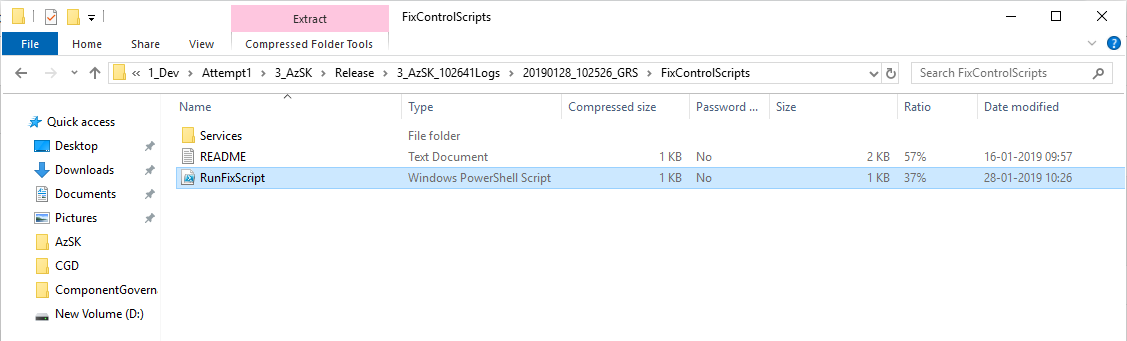 Extract FixControlScripts
File Home Share View Compressed Folder Tools
« 1_Dev > Attempt1 > 3_AzSK > Release > 3_AzSK_102641Logs > 20190128_102526_GRS > FixControlScripts Search FixControlScripts
Name Type Compressed size Password ... Size Ratio Date modified
Quick access
Desktop
Downloads
Documents
Pictures
AzSK
CGD
ComponentGoverna
New Volume (D:)
Services File folder
README Text Document 1 KB No 2 KB 57% 16-01-2019 09:57
RunFixScript Windows PowerShell Script 1 KB No 1 KB 37% 28-01-2019 10:26